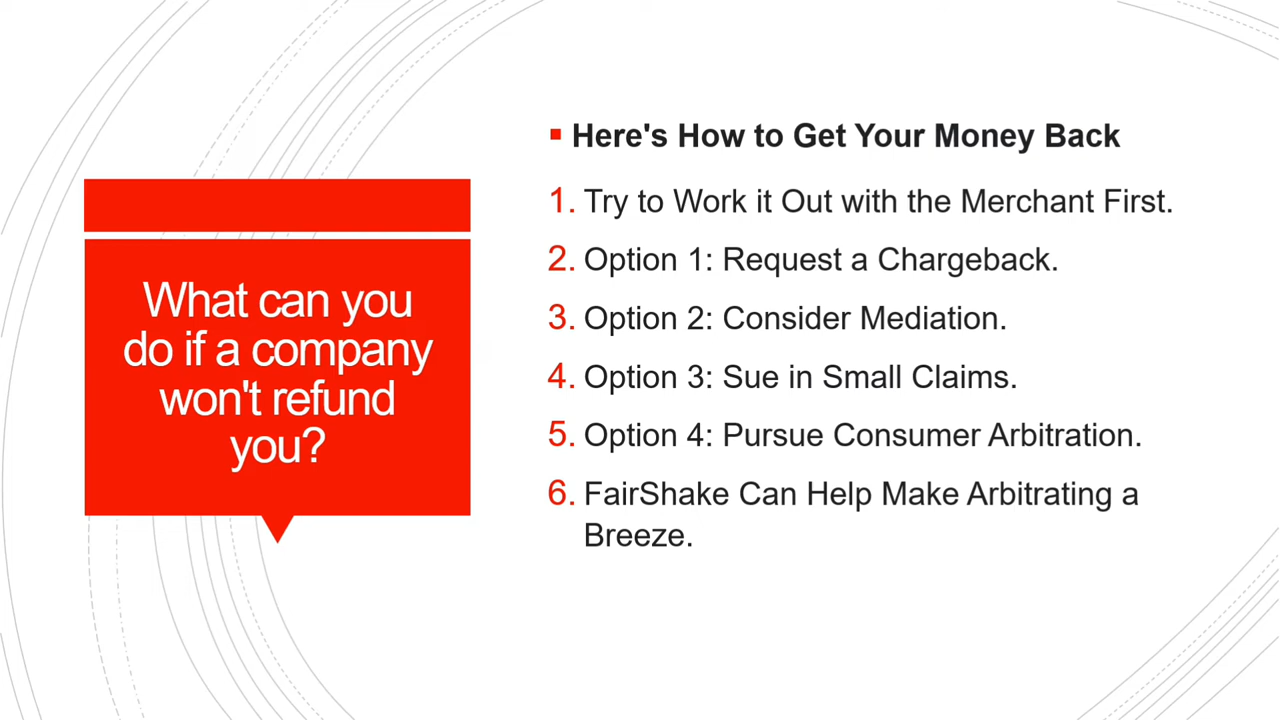 What can you
do if a company
won't refund
you?
▪ Here's How to Get Your Money Back
1. Try to Work it Out with the Merchant First.
2. Option 1: Request a Chargeback.
3. Option 2: Consider Mediation.
4. Option 3: Sue in Small Claims.
5. Option 4: Pursue Consumer Arbitration.
6. FairShake Can Help Make Arbitrating a
Breeze.